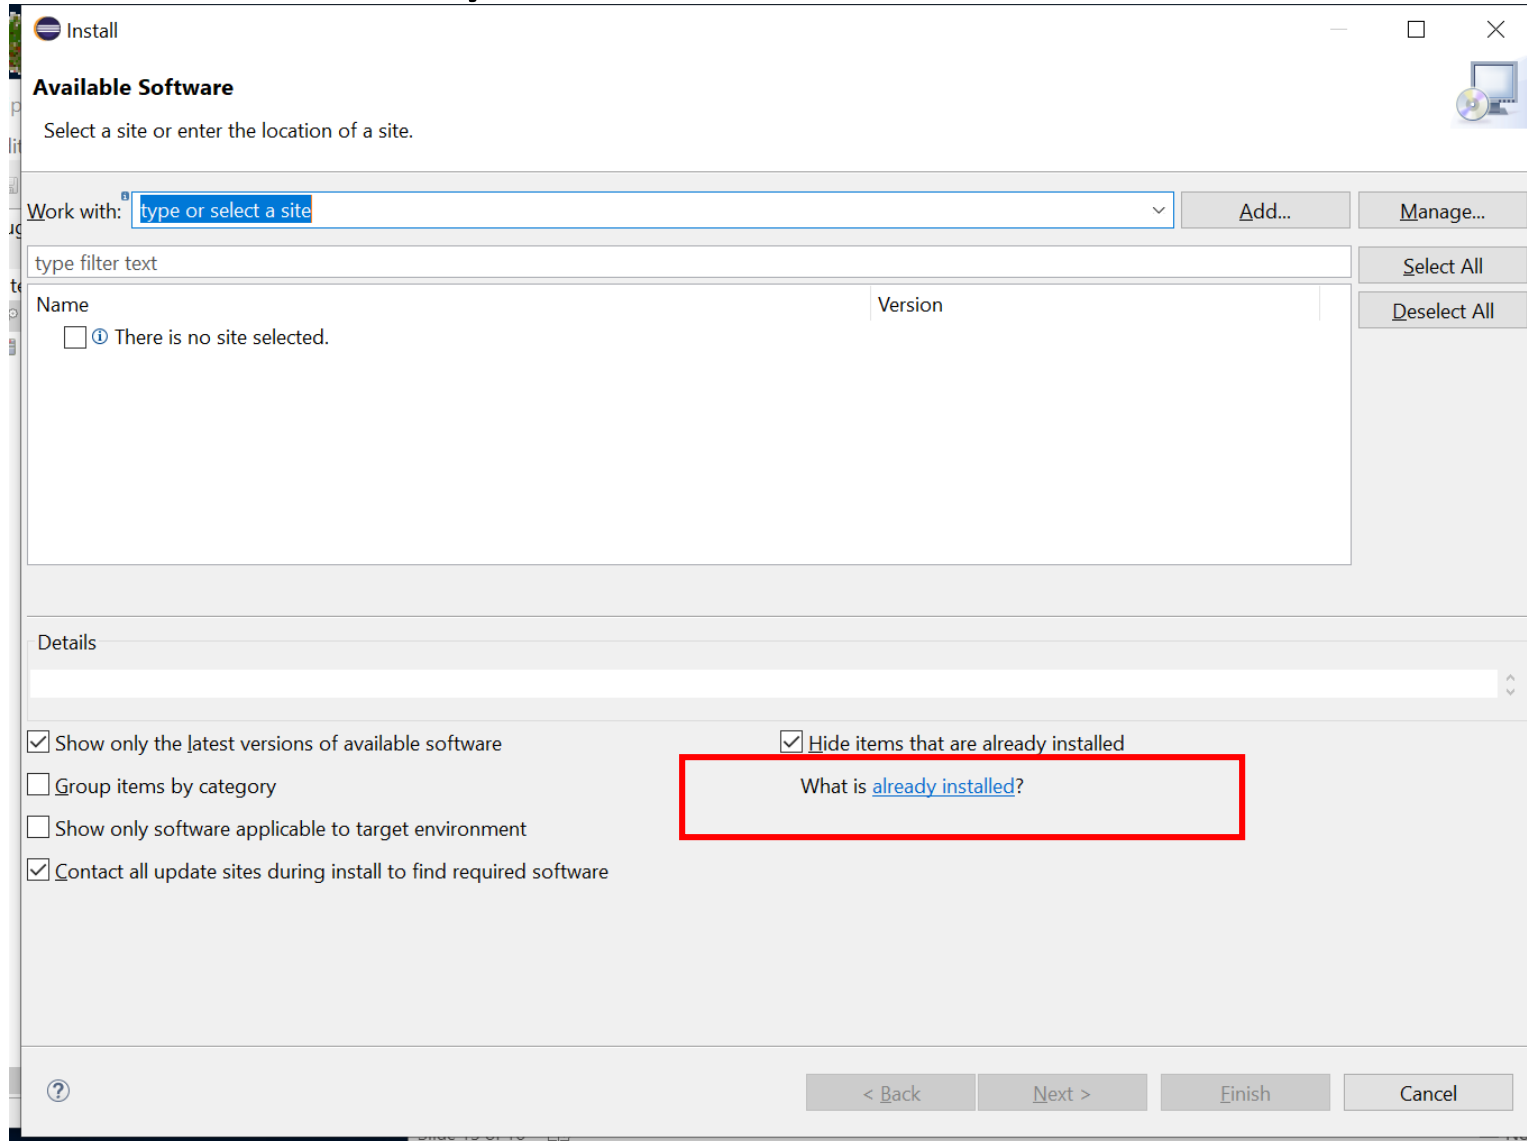 Install
Available Software
Select a site or enter the location of a site.
Work with: type or select a site Add... Manage...
type filter text Select All
Name Version Deselect All
There is no site selected.
Details
Show only the latest versions of available software Hide items that are already installed
Group items by category What is already installed?
Show only software applicable to target environment
Contact all update sites during install to find required software
< Back Next > Finish Cancel